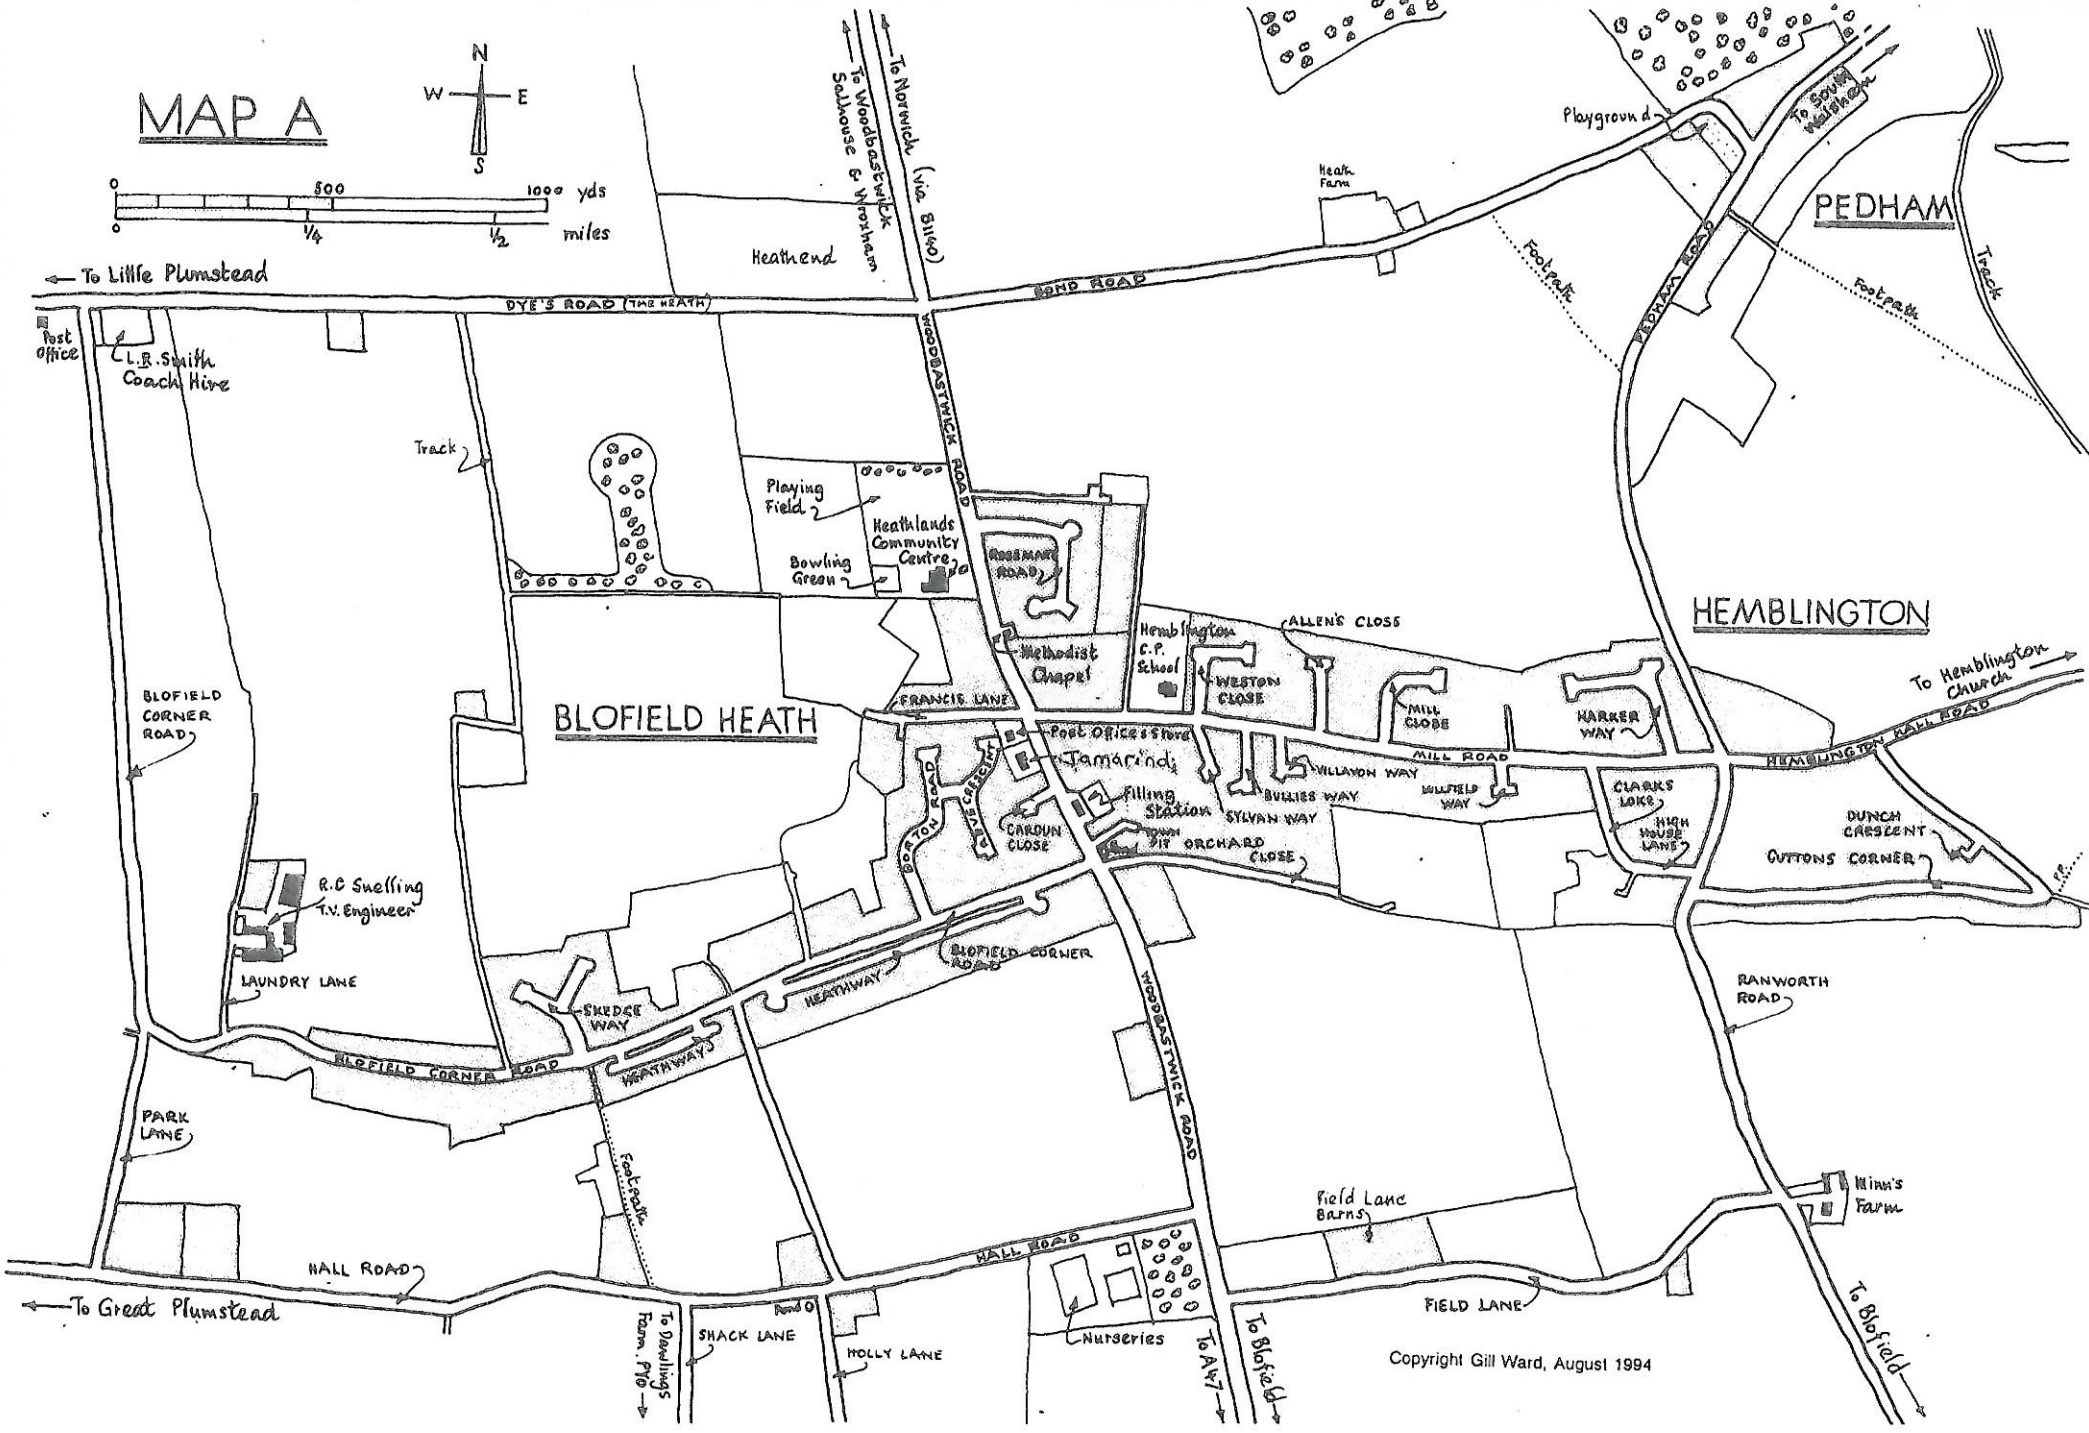 MAP A
N
W E
S
0 500 1000 yds
0 1/4 1/2 miles
To Norwich (via B1140)
To Woodbastwick
Salhouse & Wroxham
Playground
To South
Walsham
PEDHAM
Heath
Farm
Heathend
To Little Plumstead
DYE'S ROAD (THE HEATH)
POND ROAD
PEDHAM ROAD
Footpath
Footpath
Track
Post
Office
L.R. Smith
Coach Hire
WOODBASTWICK ROAD
Track
Playing
Field
Heathlands
Community
Centre
Bowling
Green
ROSEMARY
ROAD
HEMBLINGTON
Methodist
Chapel
Hemblington
C.P.
School
ALLEN'S CLOSE
WESTON
CLOSE
MILL
CLOSE
HARKER
WAY
To Hemblington
Church
HEMBLINGTON HALL ROAD
BLOFIELD
CORNER
ROAD
BLOFIELD HEATH
FRANCIS LANE
Post Office & Store
Tamarind
MILL ROAD
VILLAVON WAY
BULLIES WAY
SYLVAN WAY
MILLFIELD
WAY
CLARKS
LOKE
HIGH
HOUSE
LANE
DUNCH
CRESCENT
CUTTONS CORNER
F.P.
DORTON ROAD
CRESCENT
CARDUN
CLOSE
Filling
Station
TOWN
PIT
ORCHARD
CLOSE
R.C Snelling
T.V. Engineer
LAUNDRY LANE
SKEDGE
WAY
HEATHWAY
BLOFIELD CORNER
ROAD
HEATHWAY
BLOFIELD CORNER ROAD
WOODBASTWICK ROAD
RANWORTH
ROAD
PARK
LANE
Footpath
Field Lane
Barns
Minn's
Farm
HALL ROAD
HALL ROAD
To Great Plumstead
To Dawlings
Farm. PYO
SHACK LANE
Pond
HOLLY LANE
Nurseries
To A47
To Blofield
FIELD LANE
To Blofield
Copyright Gill Ward, August 1994